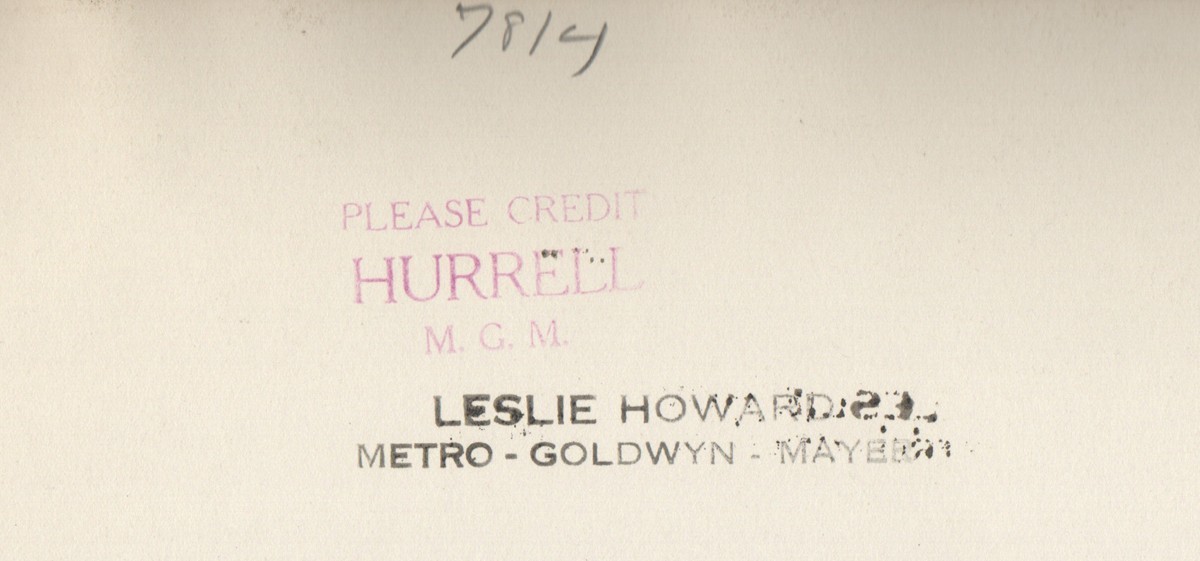 7814
PLEASE CREDIT
HURRELL
M. G. M.
LESLIE HOWARD
METRO - GOLDWYN - MAYER